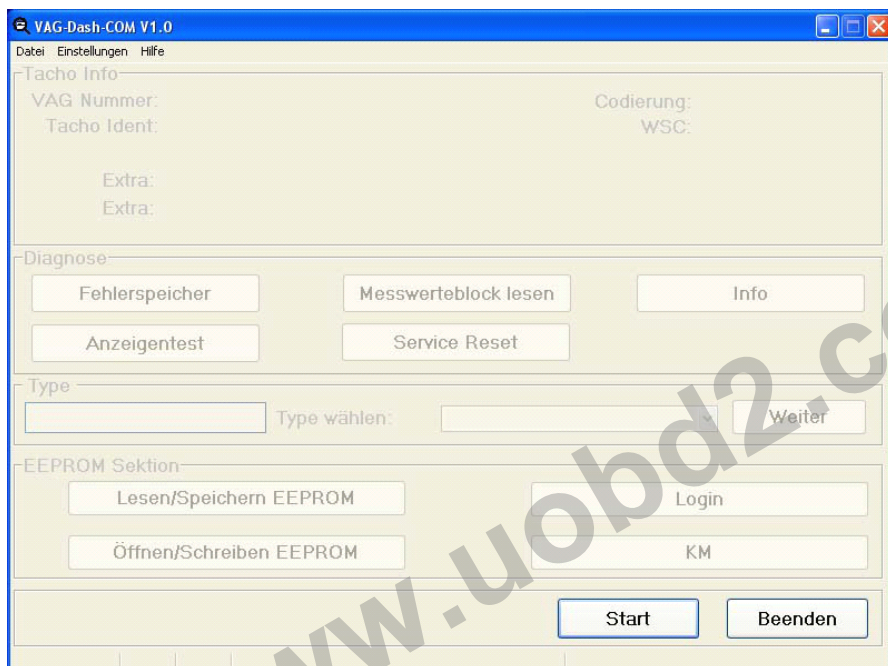 VAG-Dash-COM V1.0
Datei Einstellungen Hilfe
Tacho Info
VAG Nummer: Codierung:
Tacho Ident: WSC:
Extra:
Extra:
Diagnose
Fehlerspeicher Messwerteblock lesen Info
Anzeigentest Service Reset
Type
Type wählen: Weiter
EEPROM Sektion
Lesen/Speichern EEPROM Login
Öffnen/Schreiben EEPROM KM
Start Beenden
www.uobd2.co